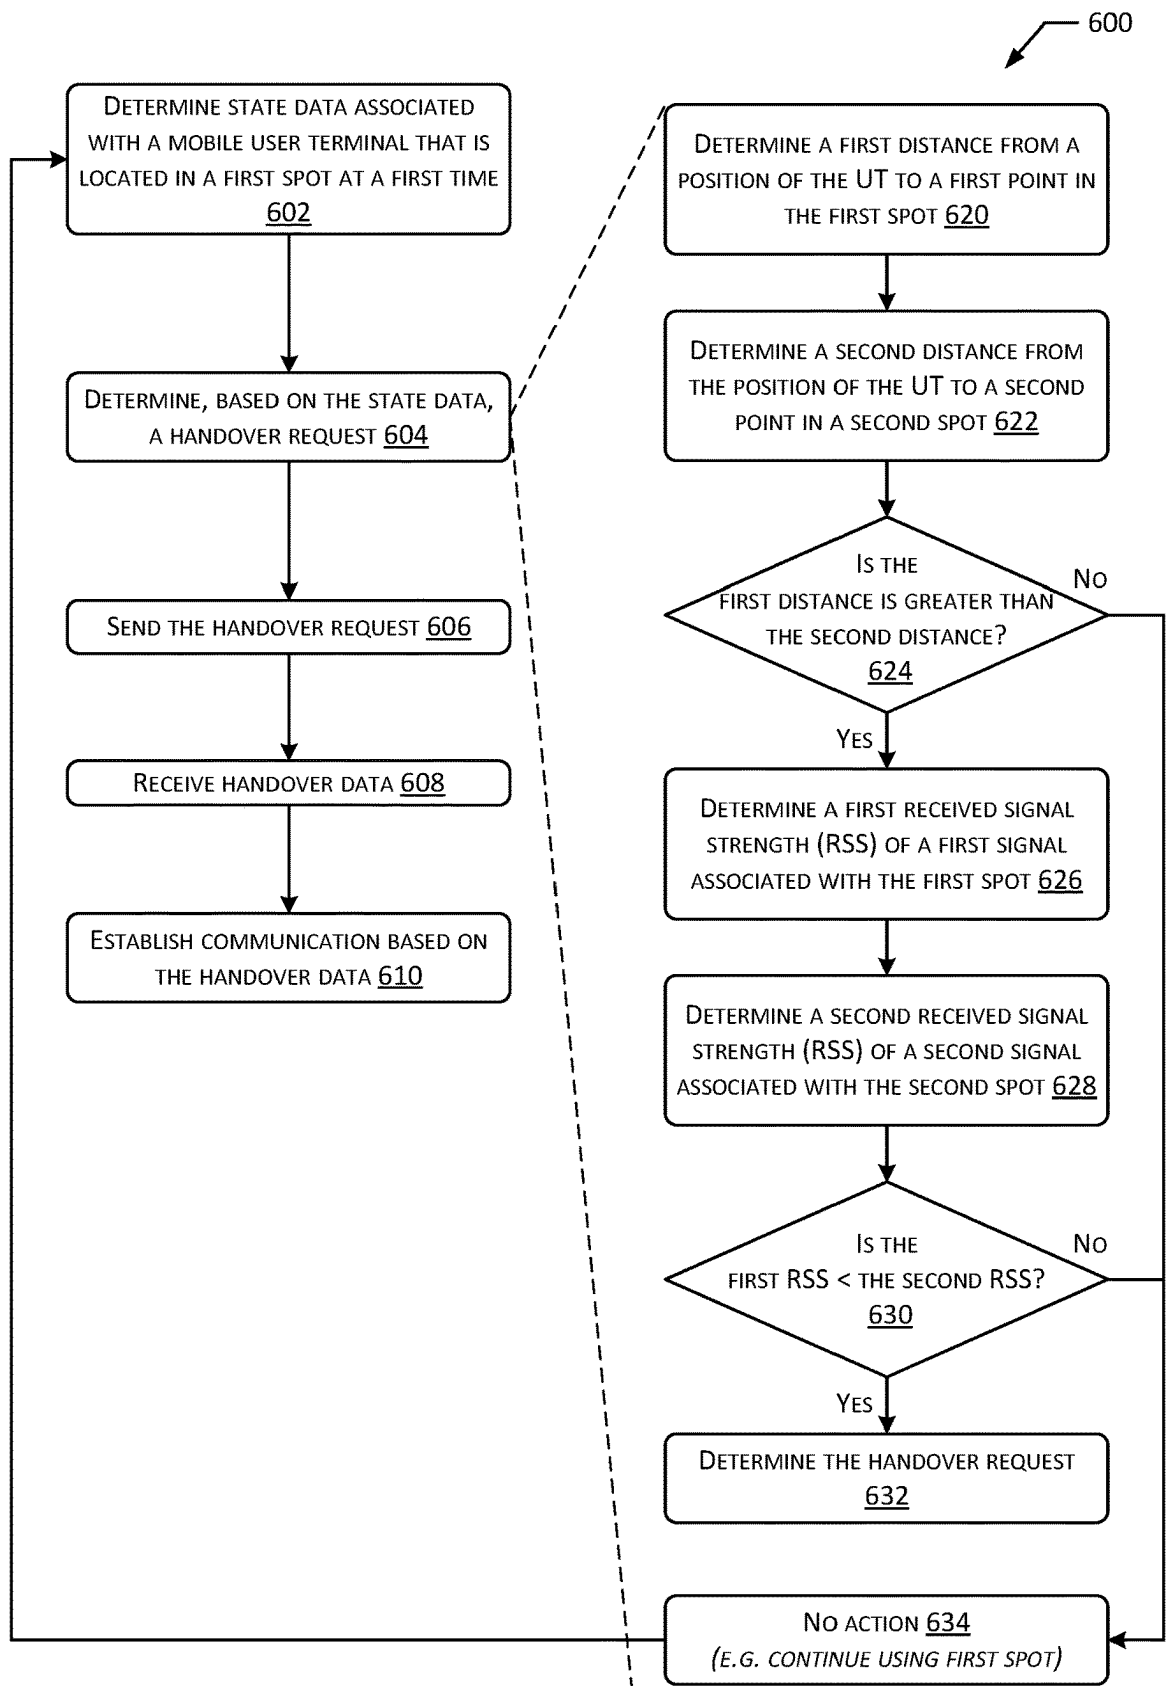 600
DETERMINE STATE DATA ASSOCIATED
WITH A MOBILE USER TERMINAL THAT IS
LOCATED IN A FIRST SPOT AT A FIRST TIME
602
DETERMINE, BASED ON THE STATE DATA,
A HANDOVER REQUEST 604
SEND THE HANDOVER REQUEST 606
RECEIVE HANDOVER DATA 608
ESTABLISH COMMUNICATION BASED ON
THE HANDOVER DATA 610
DETERMINE A FIRST DISTANCE FROM A
POSITION OF THE UT TO A FIRST POINT IN
THE FIRST SPOT 620
DETERMINE A SECOND DISTANCE FROM
THE POSITION OF THE UT TO A SECOND
POINT IN A SECOND SPOT 622
IS THE
FIRST DISTANCE IS GREATER THAN
THE SECOND DISTANCE?
624
NO
YES
DETERMINE A FIRST RECEIVED SIGNAL
STRENGTH (RSS) OF A FIRST SIGNAL
ASSOCIATED WITH THE FIRST SPOT 626
DETERMINE A SECOND RECEIVED SIGNAL
STRENGTH (RSS) OF A SECOND SIGNAL
ASSOCIATED WITH THE SECOND SPOT 628
IS THE
FIRST RSS < THE SECOND RSS?
630
NO
YES
DETERMINE THE HANDOVER REQUEST
632
NO ACTION 634
(E.G. CONTINUE USING FIRST SPOT)